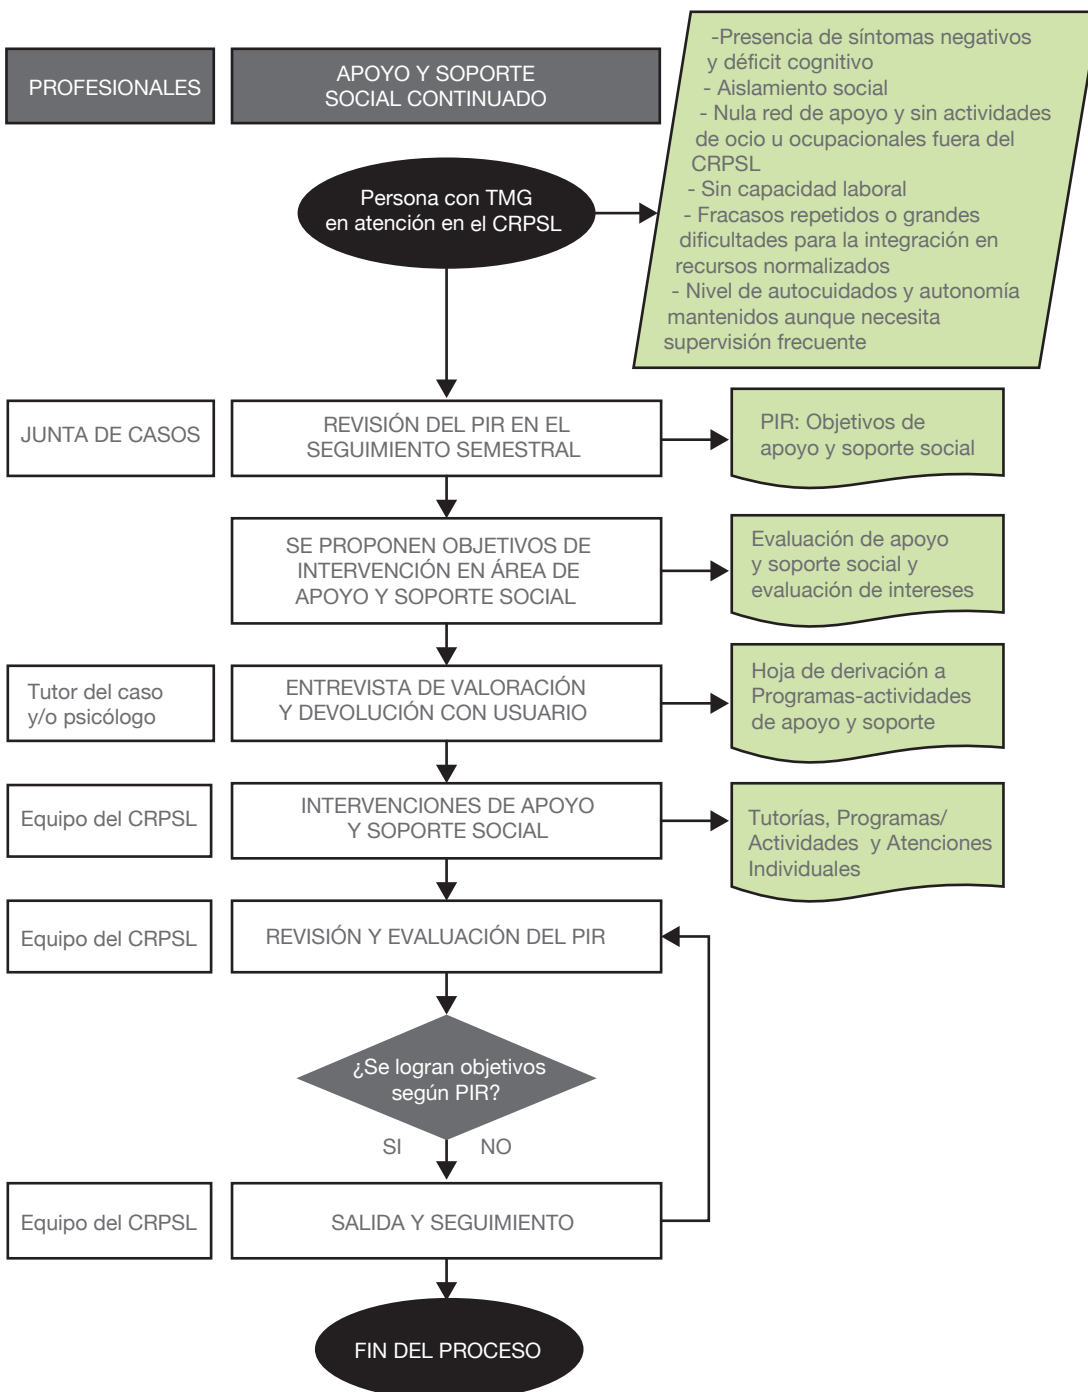 PROFESIONALES
APOYO Y SOPORTE
SOCIAL CONTINUADO
Persona con TMG
en atención en el CRPSL
-Presencia de síntomas negativos
y déficit cognitivo
- Aislamiento social
- Nula red de apoyo y sin actividades
de ocio u ocupacionales fuera del
CRPSL
- Sin capacidad laboral
- Fracasos repetidos o grandes
dificultades para la integración en
recursos normalizados
- Nivel de autocuidados y autonomía
mantenidos aunque necesita
supervisión frecuente
JUNTA DE CASOS
REVISIÓN DEL PIR EN EL
SEGUIMIENTO SEMESTRAL
PIR: Objetivos de
apoyo y soporte social
SE PROPONEN OBJETIVOS DE
INTERVENCIÓN EN ÁREA DE
APOYO Y SOPORTE SOCIAL
Evaluación de apoyo
y soporte social y
evaluación de intereses
Tutor del caso
y/o psicólogo
ENTREVISTA DE VALORACIÓN
Y DEVOLUCIÓN CON USUARIO
Hoja de derivación a
Programas-actividades
de apoyo y soporte
Equipo del CRPSL
INTERVENCIONES DE APOYO
Y SOPORTE SOCIAL
Tutorías, Programas/
Actividades y Atenciones
Individuales
Equipo del CRPSL
REVISIÓN Y EVALUACIÓN DEL PIR
¿Se logran objetivos
según PIR?
SI NO
Equipo del CRPSL
SALIDA Y SEGUIMIENTO
FIN DEL PROCESO